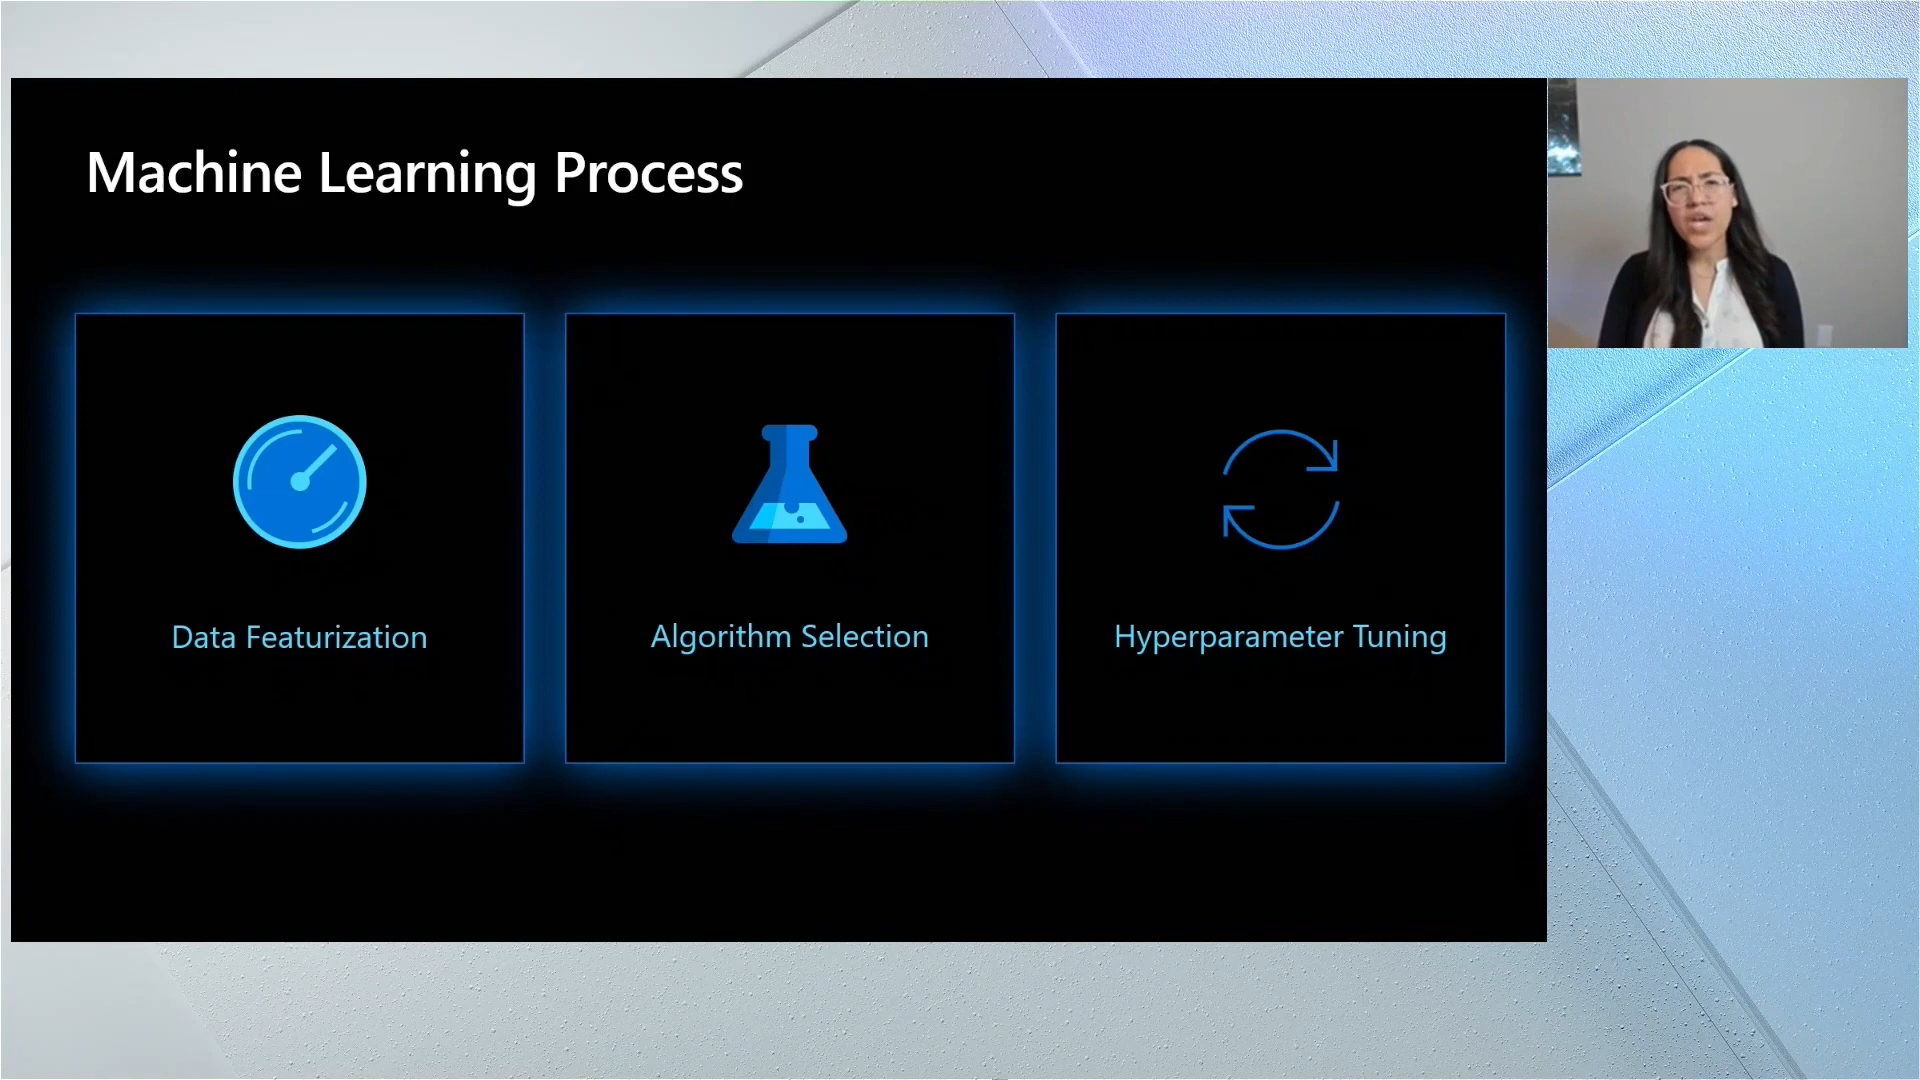 Machine Learning Process
Data Featurization
Algorithm Selection
Hyperparameter Tuning